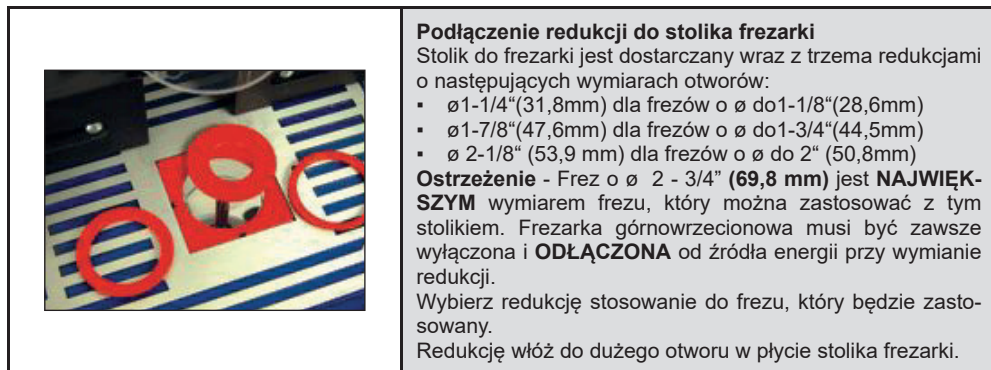 Podłączenie redukcji do stolika frezarki
Stolik do frezarki jest dostarczany wraz z trzema redukcjami
o następujących wymiarach otworów:
▪ ø1-1/4“(31,8mm) dla frezów o ø do1-1/8“(28,6mm)
▪ ø1-7/8“(47,6mm) dla frezów o ø do1-3/4“(44,5mm)
▪ ø 2-1/8“ (53,9 mm) dla frezów o ø do 2“ (50,8mm)
Ostrzeżenie - Frez o ø 2 - 3/4” (69,8 mm) jest NAJWIĘK-
SZYM wymiarem frezu, który można zastosować z tym
stolikiem. Frezarka górnowrzecionowa musi być zawsze
wyłączona i ODŁĄCZONA od źródła energii przy wymianie
redukcji.
Wybierz redukcję stosowanie do frezu, który będzie zasto-
sowany.
Redukcję włóż do dużego otworu w płycie stolika frezarki.